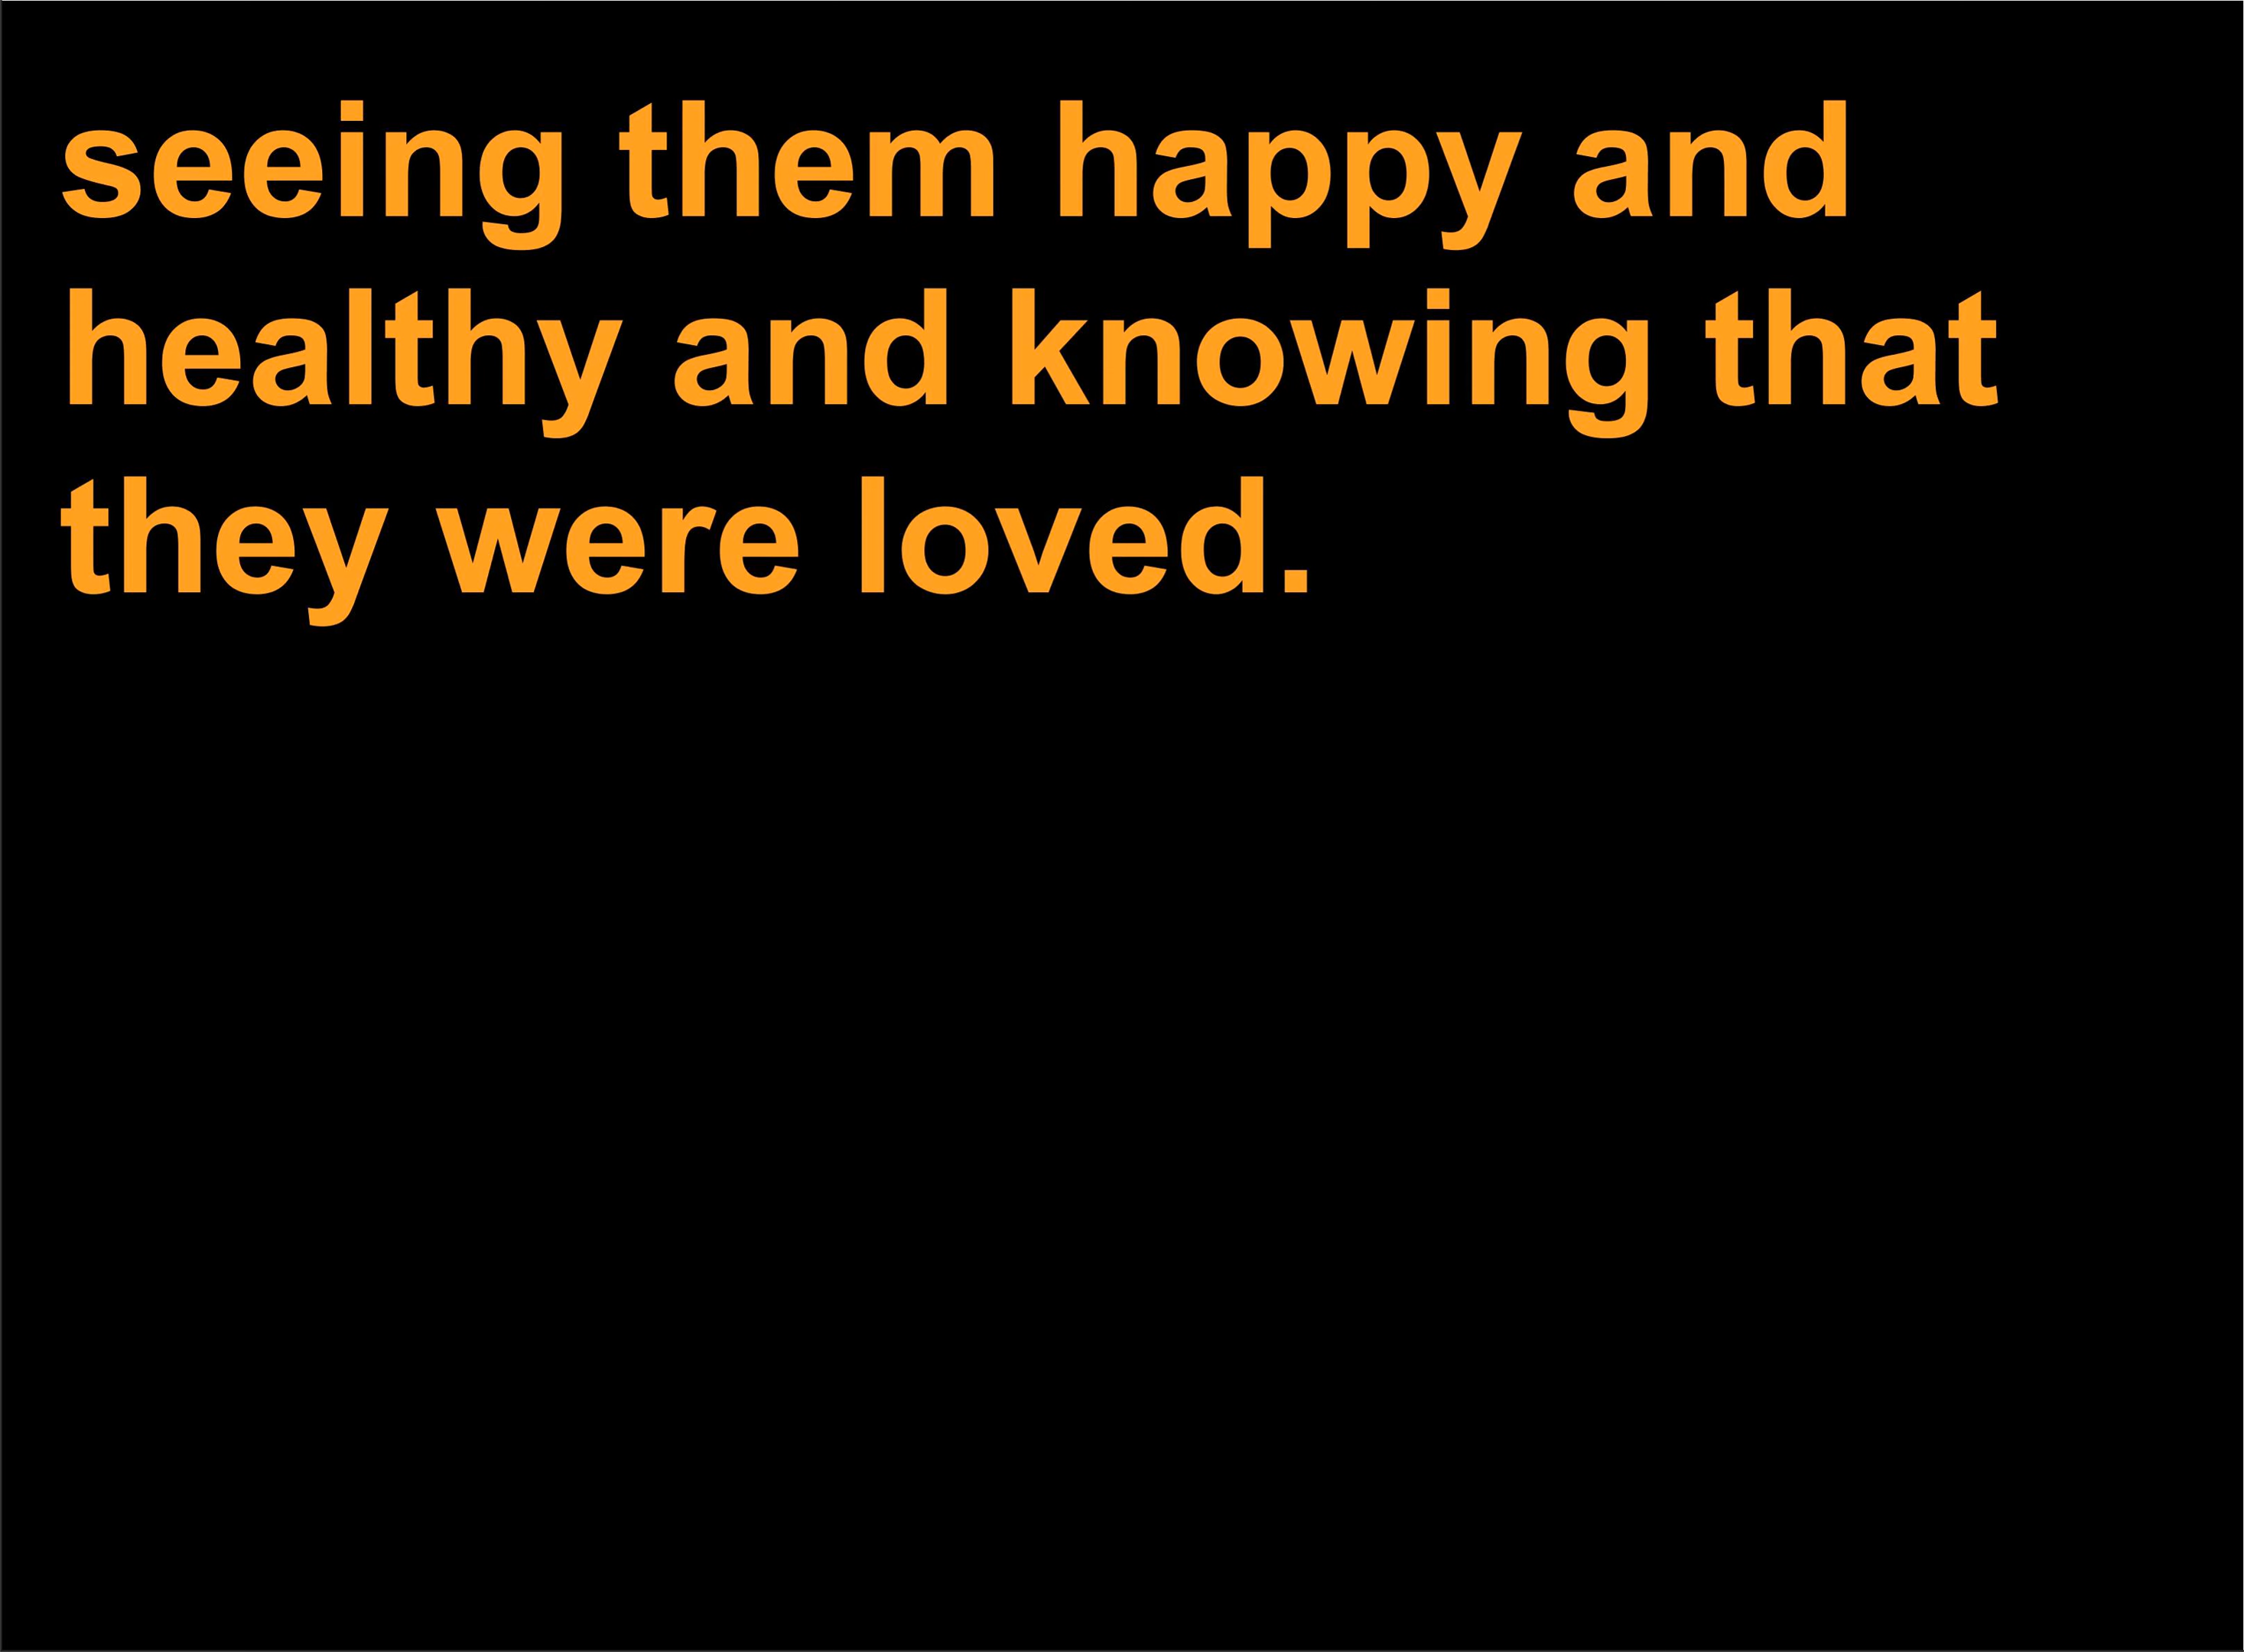 seeing them happy and
healthy and knowing that
they were loved.